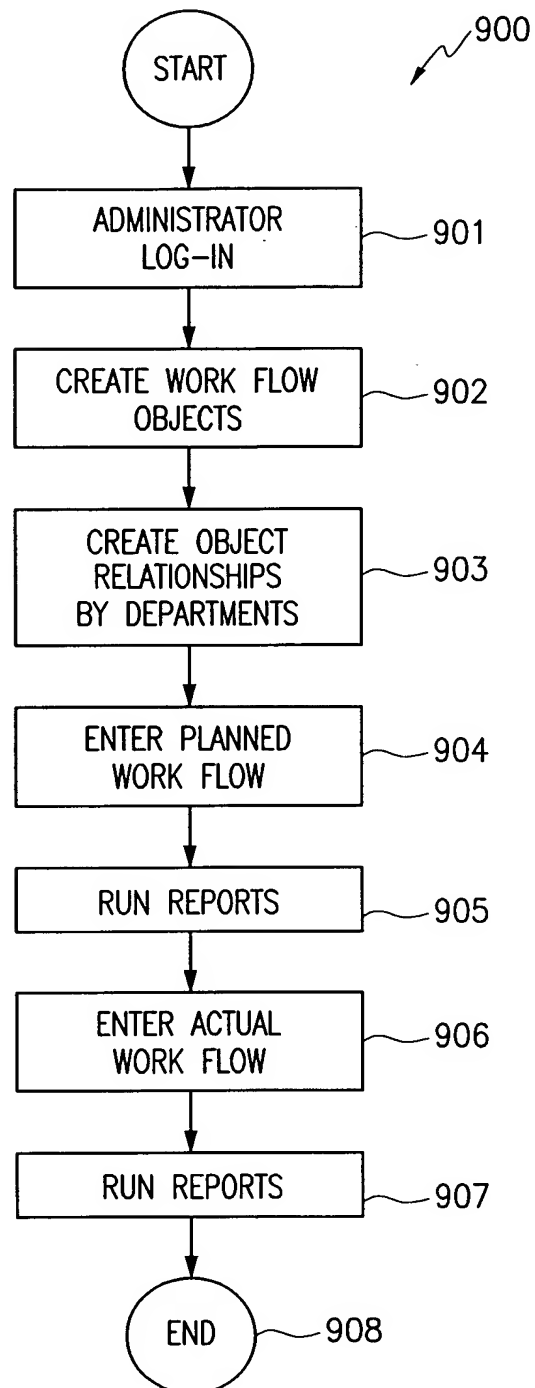 START
900
ADMINISTRATOR
LOG-IN
901
CREATE WORK FLOW
OBJECTS
902
CREATE OBJECT
RELATIONSHIPS
BY DEPARTMENTS
903
ENTER PLANNED
WORK FLOW
904
RUN REPORTS
905
ENTER ACTUAL
WORK FLOW
906
RUN REPORTS
907
END
908